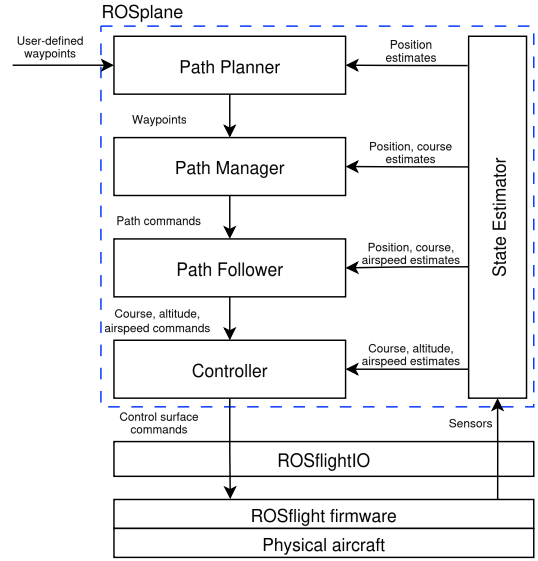 ROSplane
User-defined
waypoints
Path Planner
Position
estimates
Waypoints
Path Manager
Position, course
estimates
Path commands
Path Follower
Position, course,
airspeed estimates
State Estimator
Course, altitude,
airspeed commands
Controller
Course, altitude,
airspeed estimates
Control surface
commands
Sensors
ROSflightIO
ROSflight firmware
Physical aircraft